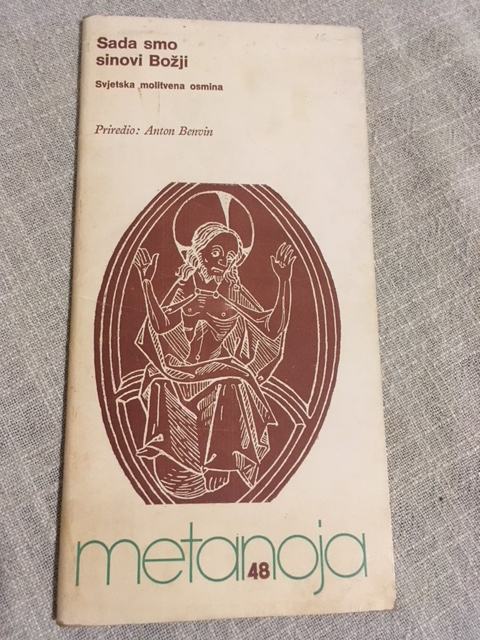 Sada smo
sinovi Božji
Svjetska molitvena osmina
Priredio: Anton Benvin
metanoja
48